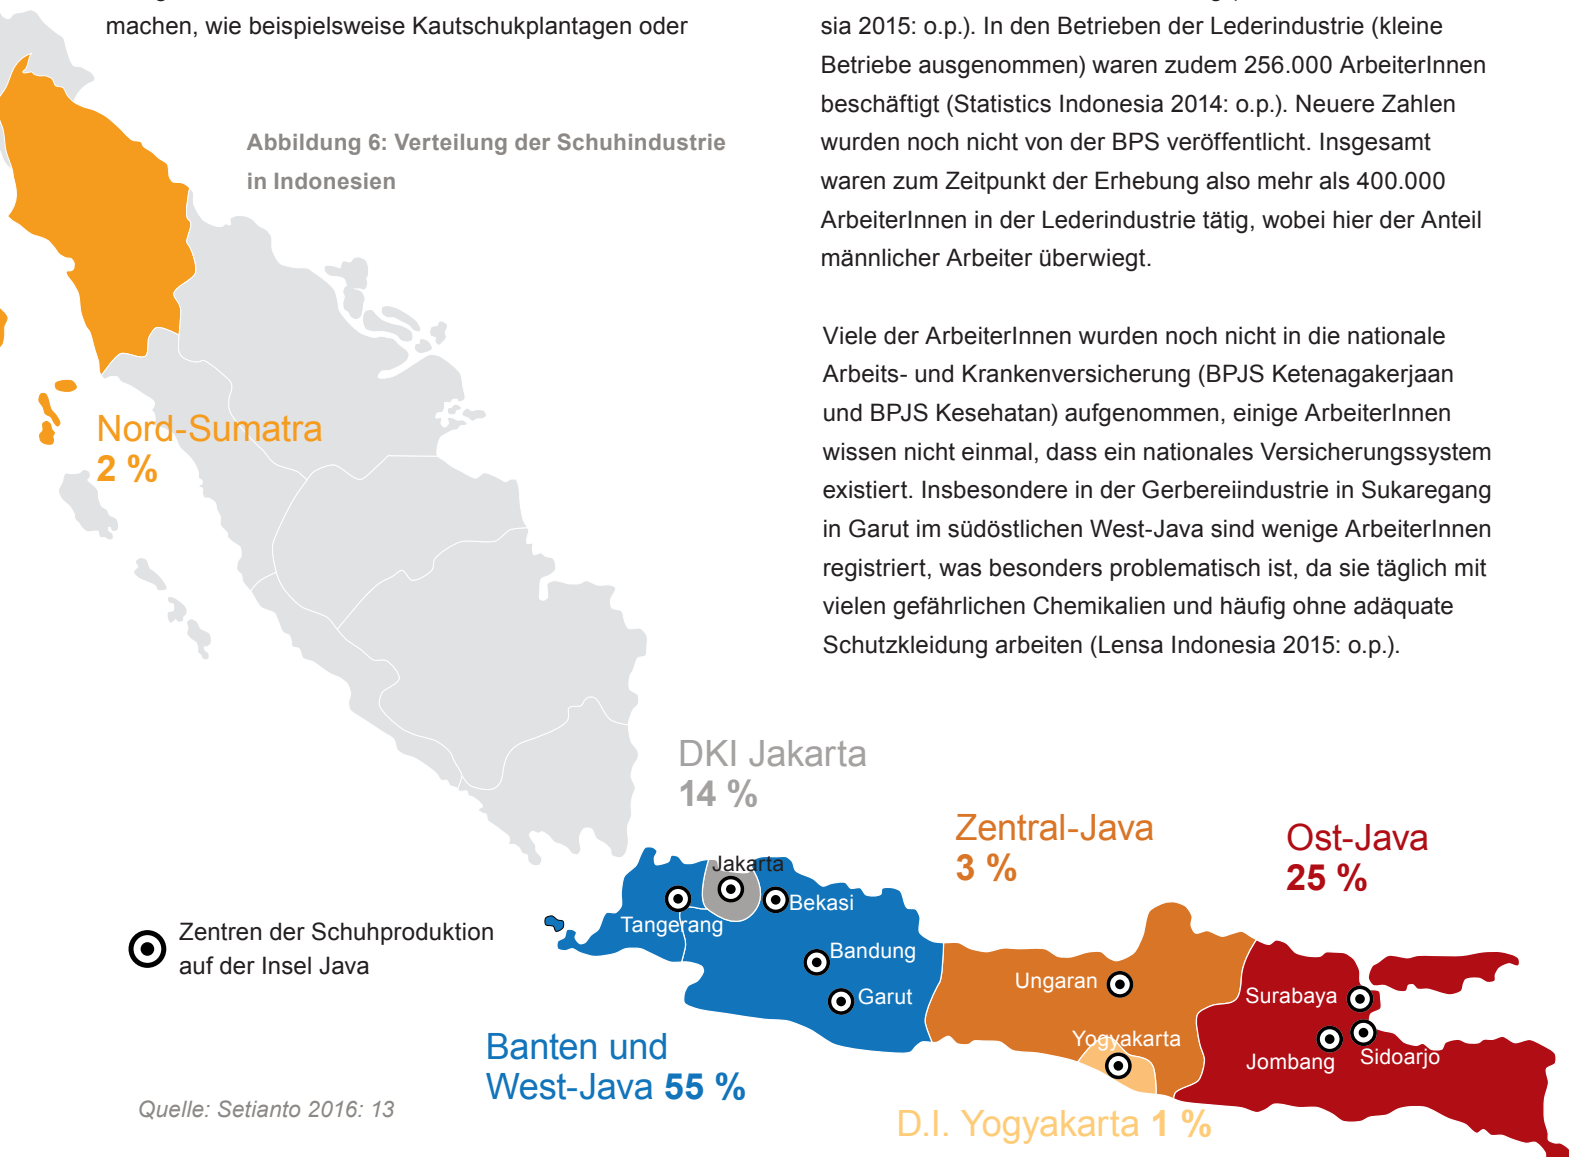 machen, wie beispielsweise Kautschukplantagen oder
Abbildung 6: Verteilung der Schuhindustrie
in Indonesien
Nord-Sumatra
2 %
sia 2015: o.p.). In den Betrieben der Lederindustrie (kleine
Betriebe ausgenommen) waren zudem 256.000 ArbeiterInnen
beschäftigt (Statistics Indonesia 2014: o.p.). Neuere Zahlen
wurden noch nicht von der BPS veröffentlicht. Insgesamt
waren zum Zeitpunkt der Erhebung also mehr als 400.000
ArbeiterInnen in der Lederindustrie tätig, wobei hier der Anteil
männlicher Arbeiter überwiegt.
Viele der ArbeiterInnen wurden noch nicht in die nationale
Arbeits- und Krankenversicherung (BPJS Ketenagakerjaan
und BPJS Kesehatan) aufgenommen, einige ArbeiterInnen
wissen nicht einmal, dass ein nationales Versicherungssystem
existiert. Insbesondere in der Gerbereiindustrie in Sukaregang
in Garut im südöstlichen West-Java sind wenige ArbeiterInnen
registriert, was besonders problematisch ist, da sie täglich mit
vielen gefährlichen Chemikalien und häufig ohne adäquate
Schutzkleidung arbeiten (Lensa Indonesia 2015: o.p.).
DKI Jakarta
14 %
Zentral-Java
3 %
Ost-Java
25 %
Jakarta
Bekasi
Tangerang
Bandung
Garut
Ungaran
Yogyakarta
Surabaya
Jombang
Sidoarjo
Zentren der Schuhproduktion
auf der Insel Java
Banten und
West-Java 55 %
D.I. Yogyakarta 1 %
Quelle: Setianto 2016: 13